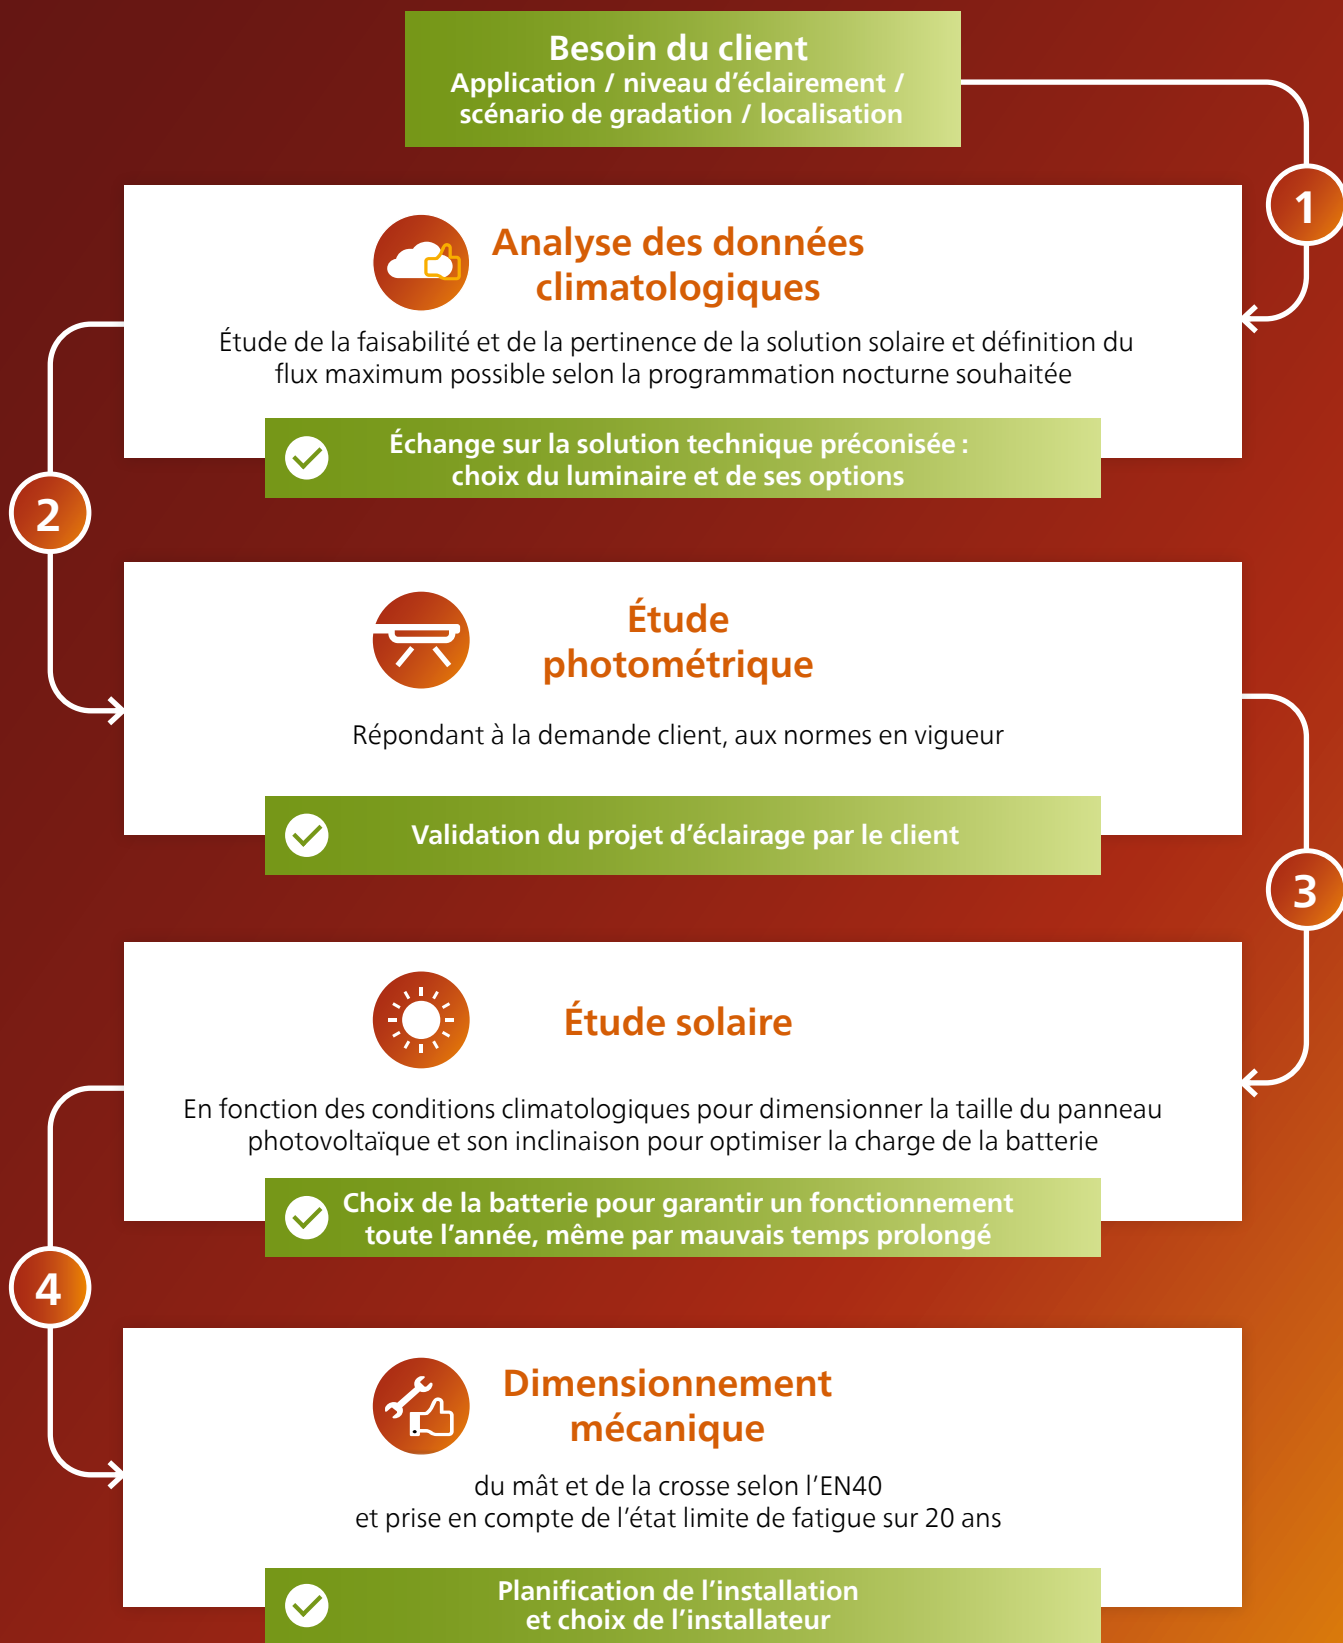 Besoin du client
Application / niveau d’éclairement /
scénario de gradation / localisation
1
Analyse des données
climatologiques
Étude de la faisabilité et de la pertinence de la solution solaire et définition du
flux maximum possible selon la programmation nocturne souhaitée
Échange sur la solution technique préconisée :
choix du luminaire et de ses options
2
Étude
photométrique
Répondant à la demande client, aux normes en vigueur
Validation du projet d’éclairage par le client
3
Étude solaire
En fonction des conditions climatologiques pour dimensionner la taille du panneau
photovoltaïque et son inclinaison pour optimiser la charge de la batterie
Choix de la batterie pour garantir un fonctionnement
toute l’année, même par mauvais temps prolongé
4
Dimensionnement
mécanique
du mât et de la crosse selon l’EN40
et prise en compte de l’état limite de fatigue sur 20 ans
Planification de l’installation
et choix de l’installateur